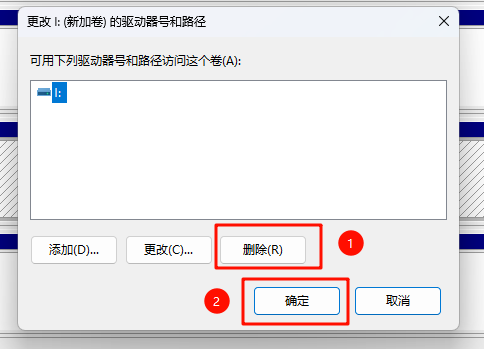 更改 I: (新加卷) 的驱动器号和路径
可用下列驱动器号和路径访问这个卷(A):
I:
添加(D)... 更改(C)... 删除(R) 1
2 确定 取消